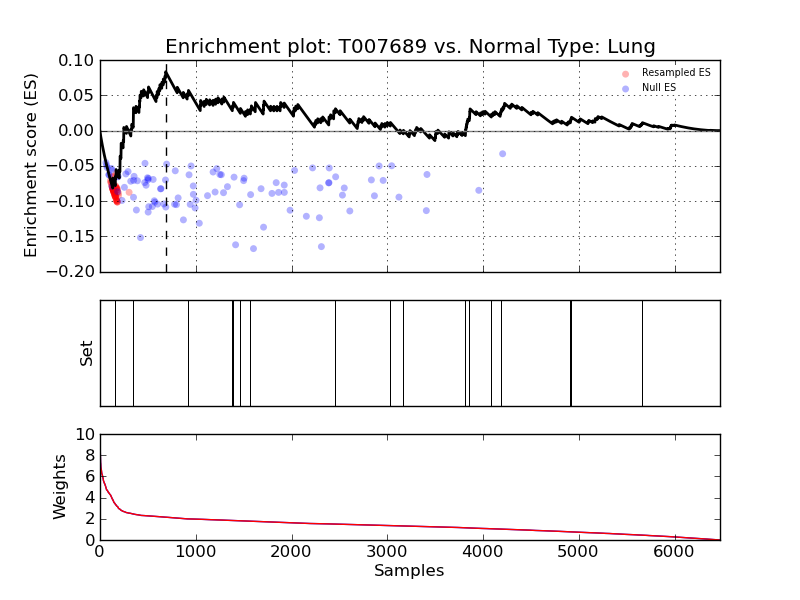 Enrichment plot: T007689 vs. Normal Type: Lung
Enrichment score (ES)
0.10
0.05
0.00
−0.05
−0.10
−0.15
−0.20
Resampled ES
Null ES
Set
Weights
10
8
6
4
2
0
0 1000 2000 3000 4000 5000 6000
Samples